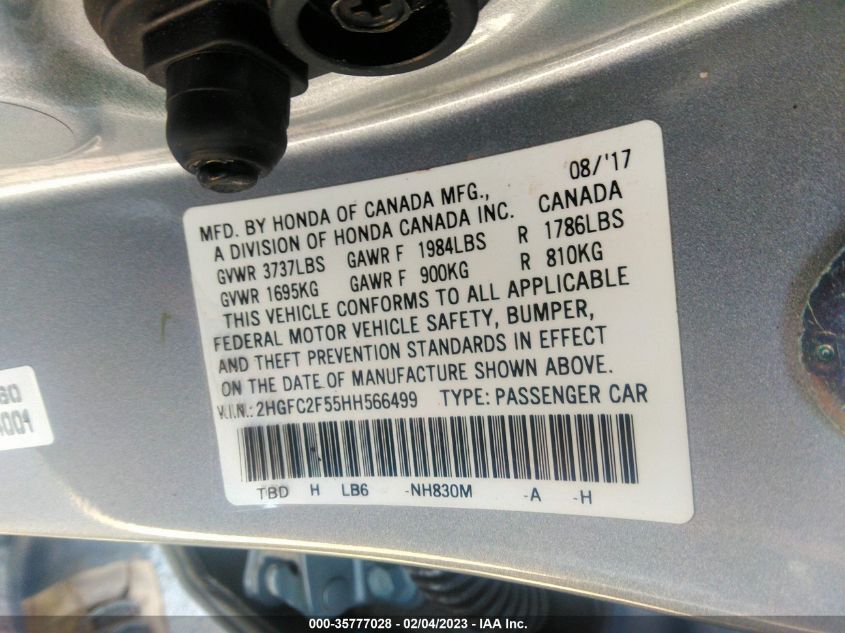 08/'17
MFD. BY HONDA OF CANADA MFG.,
A DIVISION OF HONDA CANADA INC. CANADA
GVWR 3737LBS GAWR F 1984LBS R 1786LBS
GVWR 1695KG GAWR F 900KG R 810KG
THIS VEHICLE CONFORMS TO ALL APPLICABLE
FEDERAL MOTOR VEHICLE SAFETY, BUMPER,
AND THEFT PREVENTION STANDARDS IN EFFECT
ON THE DATE OF MANUFACTURE SHOWN ABOVE.
V.I.N.: 2HGFC2F55HH566499 TYPE: PASSENGER CAR
TBD H LB6 -NH830M -A -H
000-35777028 - 02/04/2023 - IAA Inc.